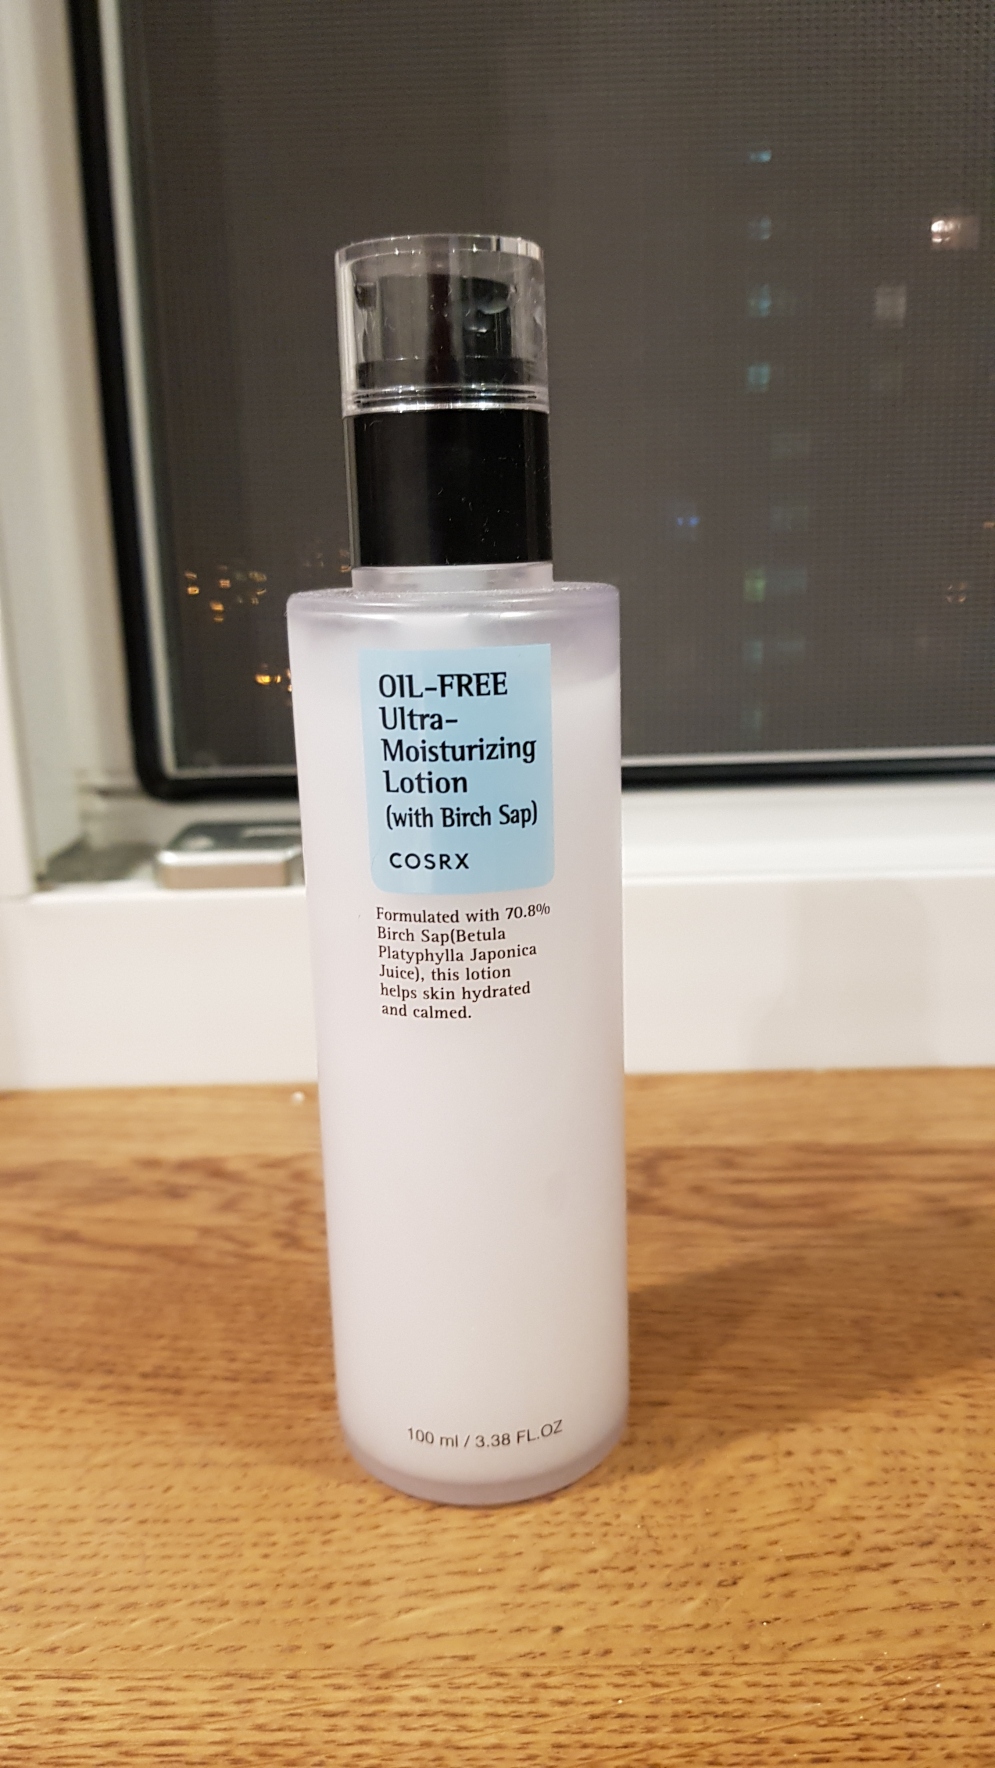 OIL-FREE
Ultra-
Moisturizing
Lotion
(with Birch Sap)
COSRX
Formulated with 70.8%
Birch Sap(Betula
Platyphylla Japonica
Juice), this lotion
helps skin hydrated
and calmed.
100 ml / 3.38 FL.OZ